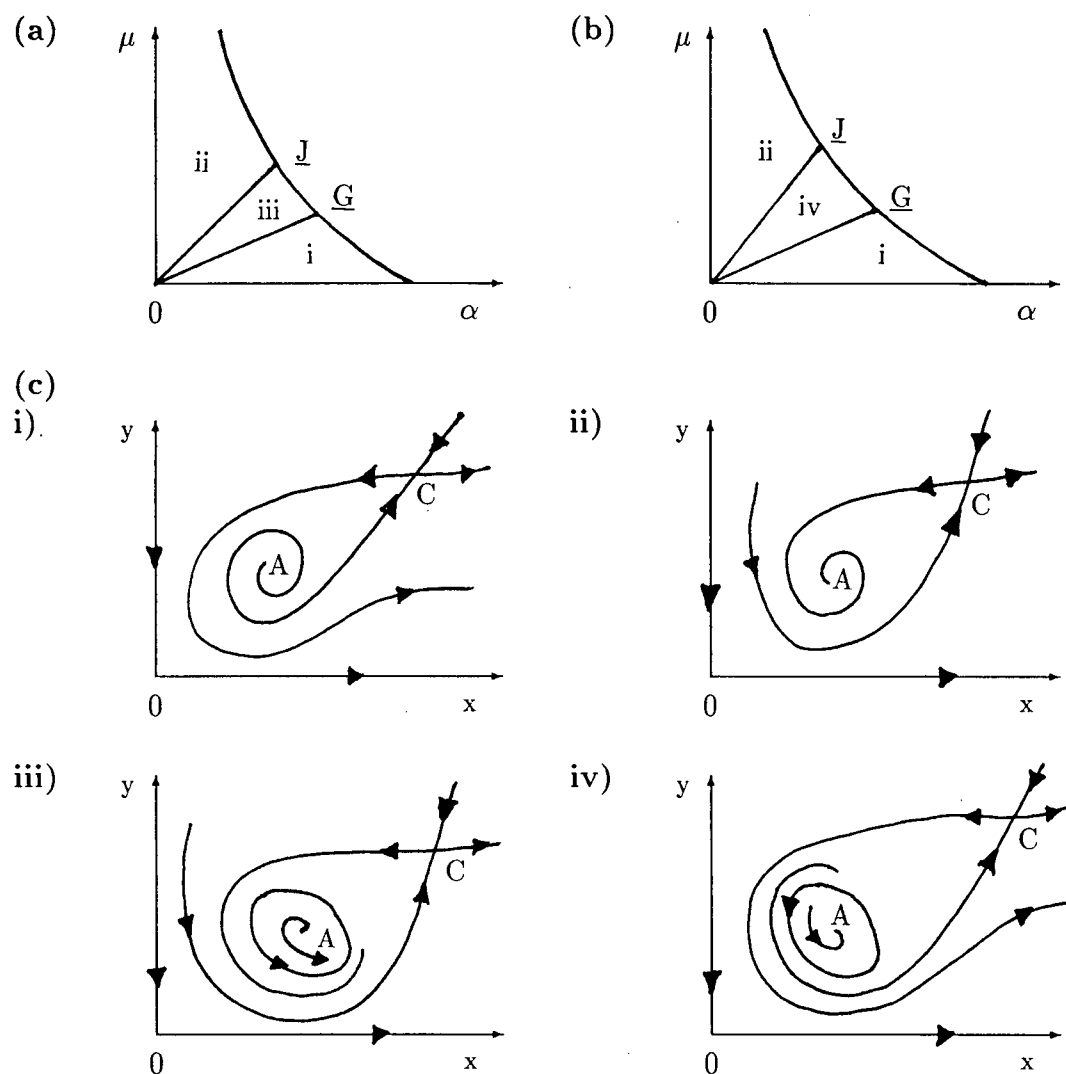 (a) μ (b) μ
J J
ii ii
G G
iii iv
i i
0 α 0 α
(c)
i) y ii) y
C C
A A
0 x 0 x
iii) y iv) y
C C
A A
0 x 0 x